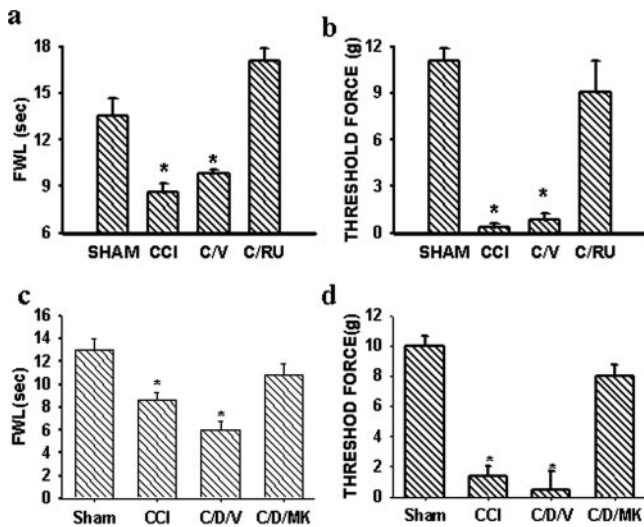 a
FWL (sec)
18
15
12
9
6
*
*
SHAM CCI C/V C/RU
b
THRESHOLD FORCE (g)
12
9
6
3
0
*
*
SHAM CCI C/V C/RU
c
FWL(sec)
16
14
12
10
8
6
4
2
0
*
*
Sham CCI C/D/V C/D/MK
d
THRESHOD FORCE(g)
12
10
8
6
4
2
0
*
*
Sham CCI C/D/V C/D/MK